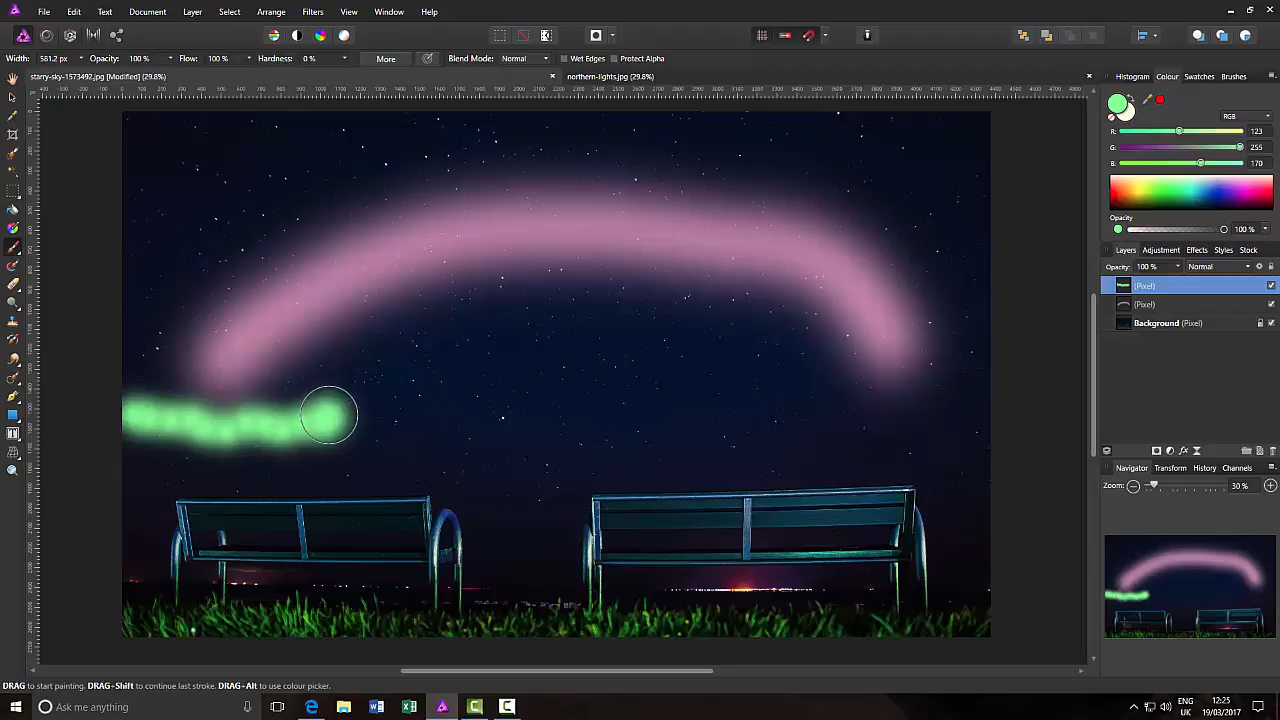 File Edit Text Document Layer Select Arrange Filters View Window Help
Width: 581.2 px Opacity: 100 % Flow: 100 % Hardness: 0 % More Blend Mode: Normal Wet Edges Protect Alpha
starry-sky-1573492.jpg [Modified] (29.8%) northern-lights.jpg (29.8%)
Histogram Colour Swatches Brushes
RGB
R: 123
G: 255
B: 170
Opacity
100 %
Layers Adjustment Effects Styles Stock
Opacity: 100 % Normal
(Pixel)
(Pixel)
Background (Pixel)
Navigator Transform History Channels
Zoom: 30 %
DRAG to start painting. DRAG+Shift to continue last stroke. DRAG+Alt to use colour picker.
Ask me anything
ENG
UK
12:25
19/03/2017